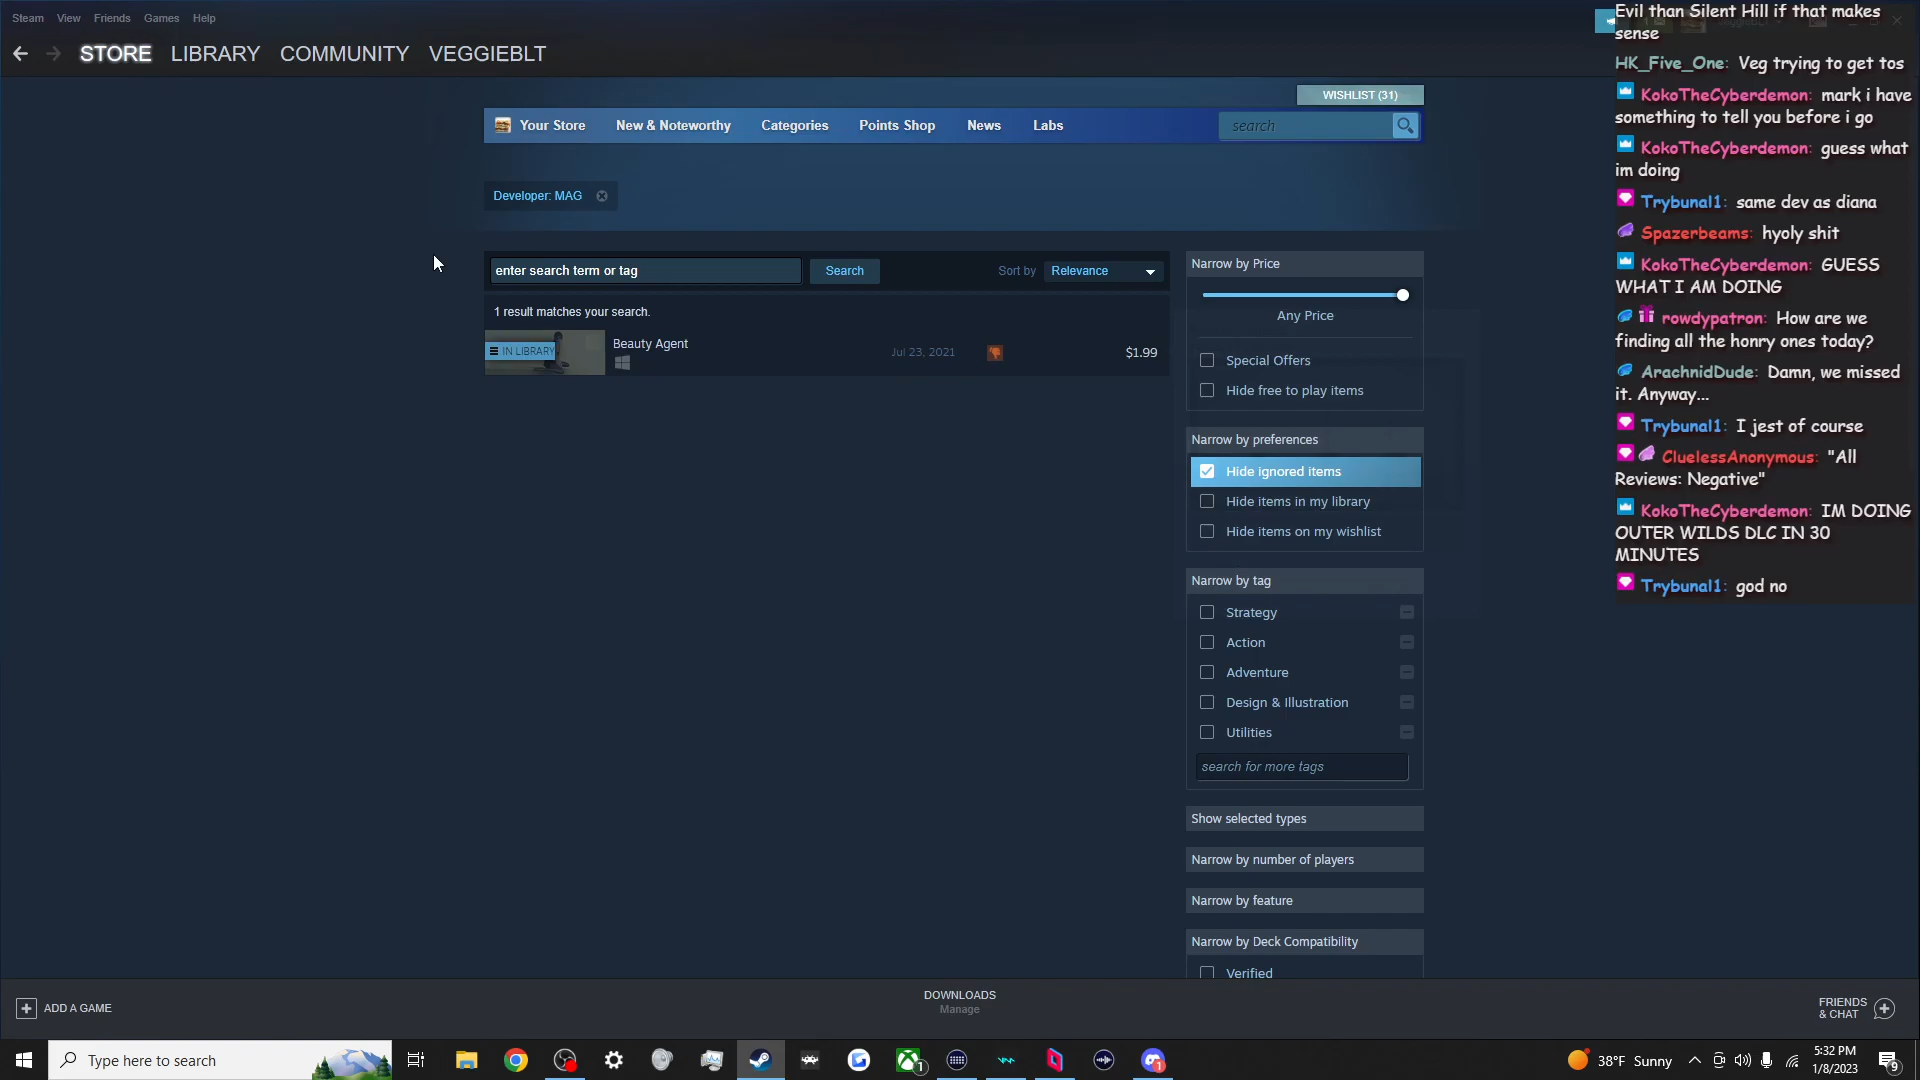 Steam View Friends Games Help
STORE LIBRARY COMMUNITY VEGGIEBLT
WISHLIST (31)
Your Store New & Noteworthy Categories Points Shop News Labs search
Developer: MAG
enter search term or tag Search Sort by Relevance
1 result matches your search.
IN LIBRARY Beauty Agent Jul 23, 2021 $1.99
Narrow by Price
Any Price
Special Offers
Hide free to play items
Narrow by preferences
Hide ignored items
Hide items in my library
Hide items on my wishlist
Narrow by tag
Strategy
Action
Adventure
Design & Illustration
Utilities
search for more tags
Show selected types
Narrow by number of players
Narrow by feature
Narrow by Deck Compatibility
Verified
Evil than Silent Hill if that makes
sense
HK_Five_One: Veg trying to get tos
KokoTheCyberdemon: mark i have
something to tell you before i go
KokoTheCyberdemon: guess what
im doing
Trybunal1: same dev as diana
Spazerbeams: hyoly shit
KokoTheCyberdemon: GUESS
WHAT I AM DOING
rowdypatron: How are we
finding all the honry ones today?
ArachnidDude: Damn, we missed
it. Anyway...
Trybunal1: I jest of course
CluelessAnonymous: "All
Reviews: Negative"
KokoTheCyberdemon: IM DOING
OUTER WILDS DLC IN 30
MINUTES
Trybunal1: god no
ADD A GAME
DOWNLOADS
Manage
FRIENDS
& CHAT
Type here to search
1
1
38°F Sunny
5:32 PM
1/8/2023
9